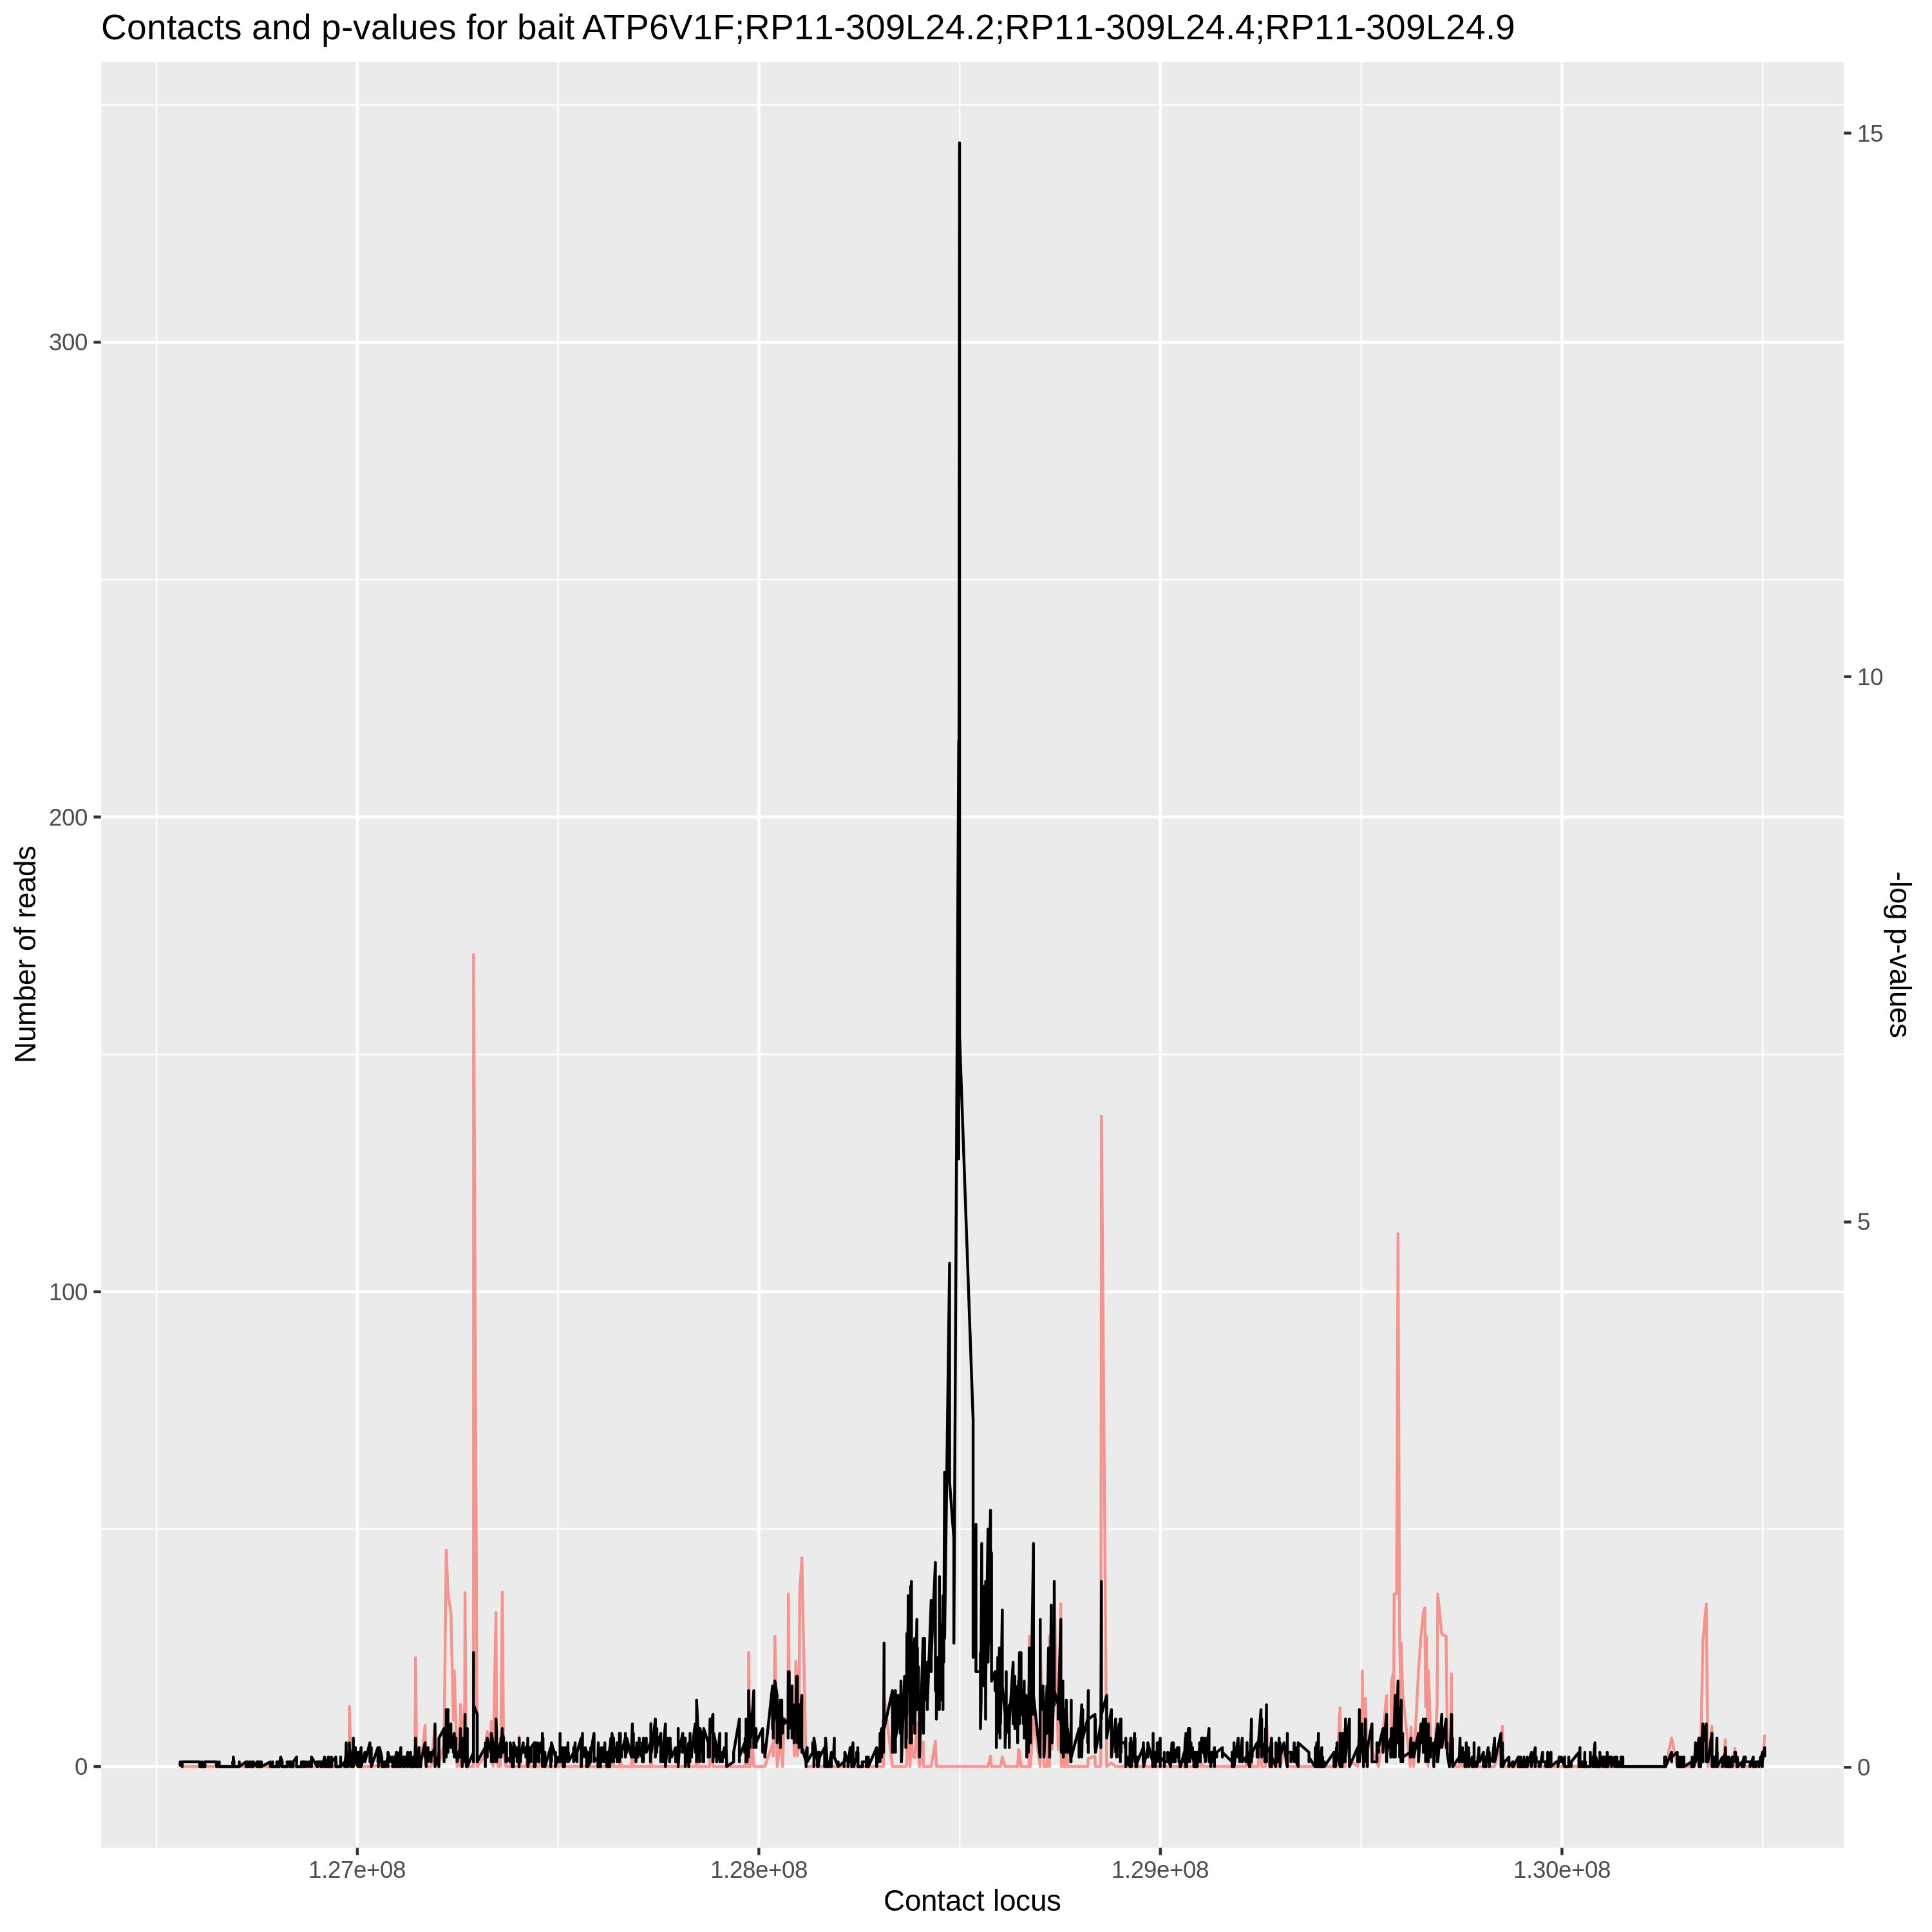 Contacts and p-values for bait ATP6V1F;RP11-309L24.2;RP11-309L24.4;RP11-309L24.9
Number of reads
300
200
100
0
15
10
5
0
-log p-values
1.27e+08
1.28e+08
1.29e+08
1.30e+08
Contact locus